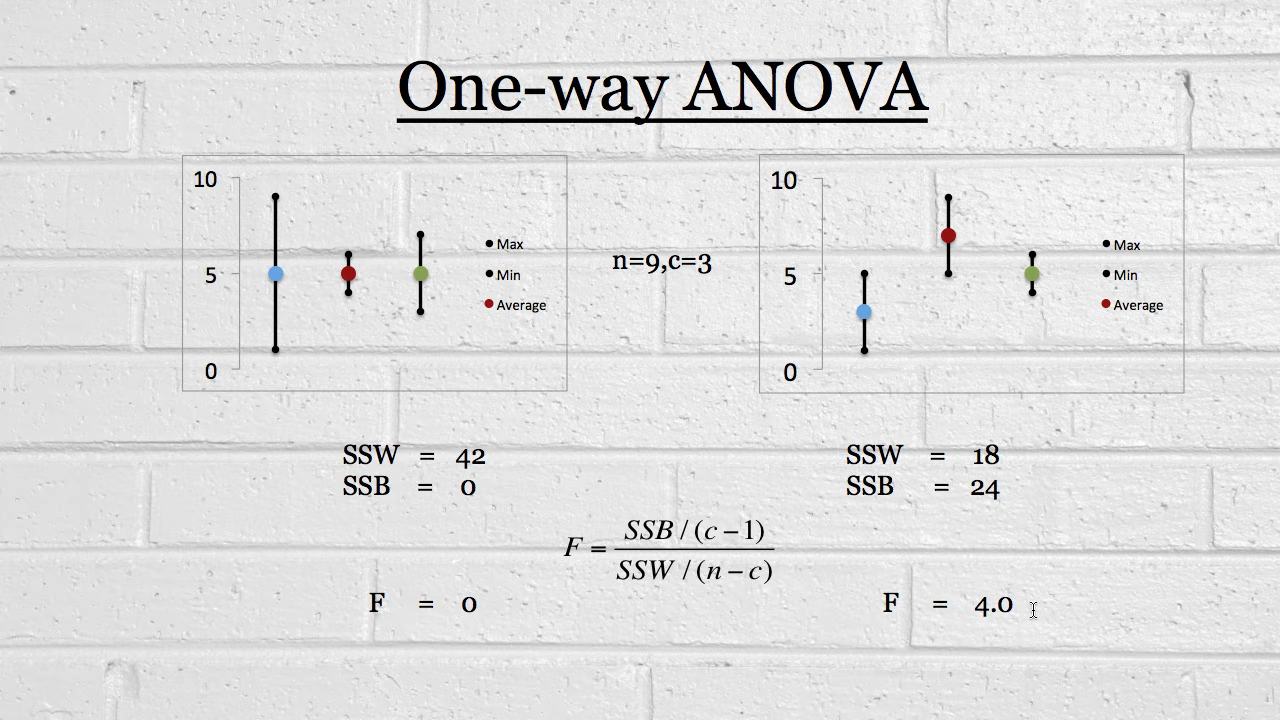 One-way ANOVA
10
5
0
Max
Min
Average
n=9,c=3
10
5
0
Max
Min
Average
SSW = 42
SSB = 0
SSW = 18
SSB = 24
F = SSB / (c − 1)
SSW / (n − c)
F = 0
F = 4.0